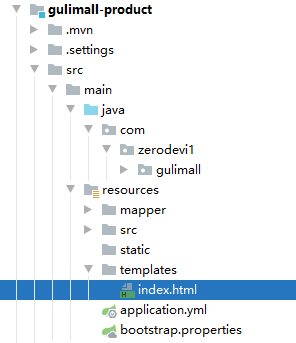 gulimall-product
.mvn
.settings
src
main
java
com
zerodevi1
gulimall
resources
mapper
src
static
templates
index.html
application.yml
bootstrap.properties